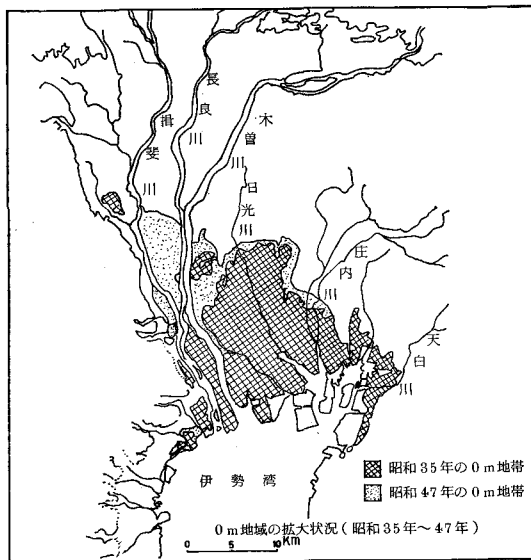 揖斐川
長良川
木曽川
日光川
庄内川
天白川
伊勢湾
昭和35年の0m地帯
昭和47年の0m地帯
0m地域の拡大状況(昭和35年~47年)
0 5 10 Km